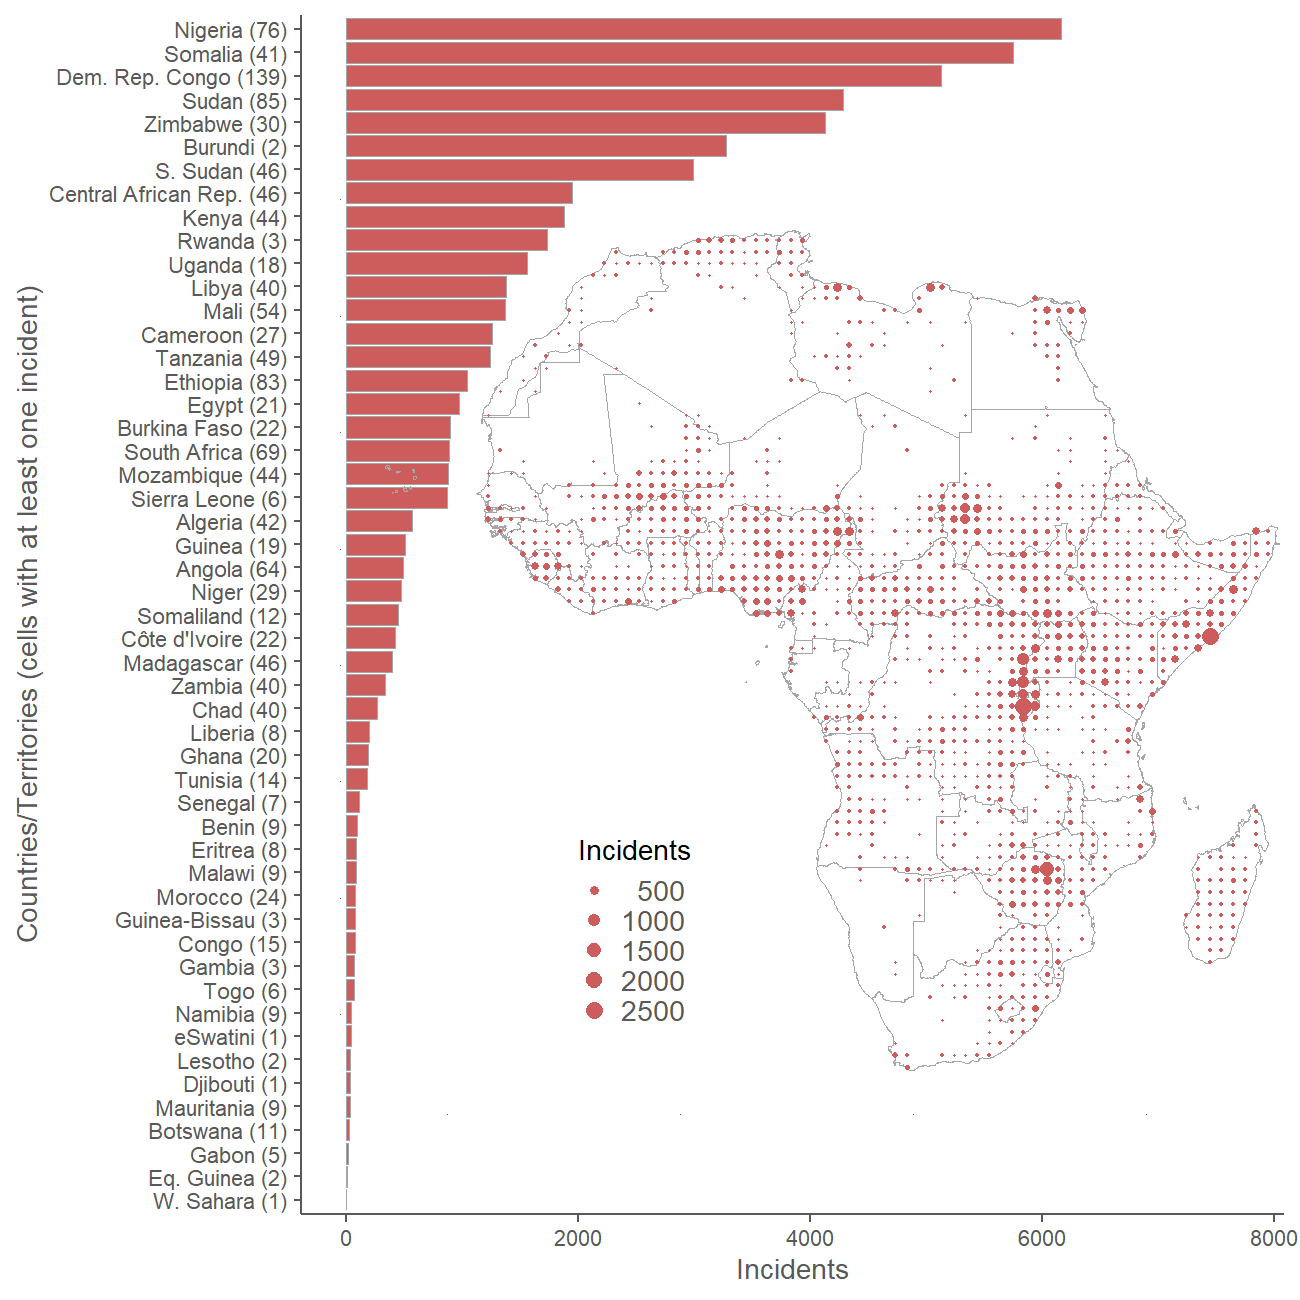 Nigeria (76)
Somalia (41)
Dem. Rep. Congo (139)
Sudan (85)
Zimbabwe (30)
Burundi (2)
S. Sudan (46)
Central African Rep. (46)
Kenya (44)
Rwanda (3)
Uganda (18)
Libya (40)
Mali (54)
Cameroon (27)
Tanzania (49)
Ethiopia (83)
Egypt (21)
Burkina Faso (22)
South Africa (69)
Mozambique (44)
Sierra Leone (6)
Algeria (42)
Guinea (19)
Angola (64)
Niger (29)
Somaliland (12)
Côte d'Ivoire (22)
Madagascar (46)
Zambia (40)
Chad (40)
Liberia (8)
Ghana (20)
Tunisia (14)
Senegal (7)
Benin (9)
Eritrea (8)
Malawi (9)
Morocco (24)
Guinea-Bissau (3)
Congo (15)
Gambia (3)
Togo (6)
Namibia (9)
eSwatini (1)
Lesotho (2)
Djibouti (1)
Mauritania (9)
Botswana (11)
Gabon (5)
Eq. Guinea (2)
W. Sahara (1)
Countries/Territories (cells with at least one incident)
Incidents
500
1000
1500
2000
2500
0 2000 4000 6000 8000
Incidents